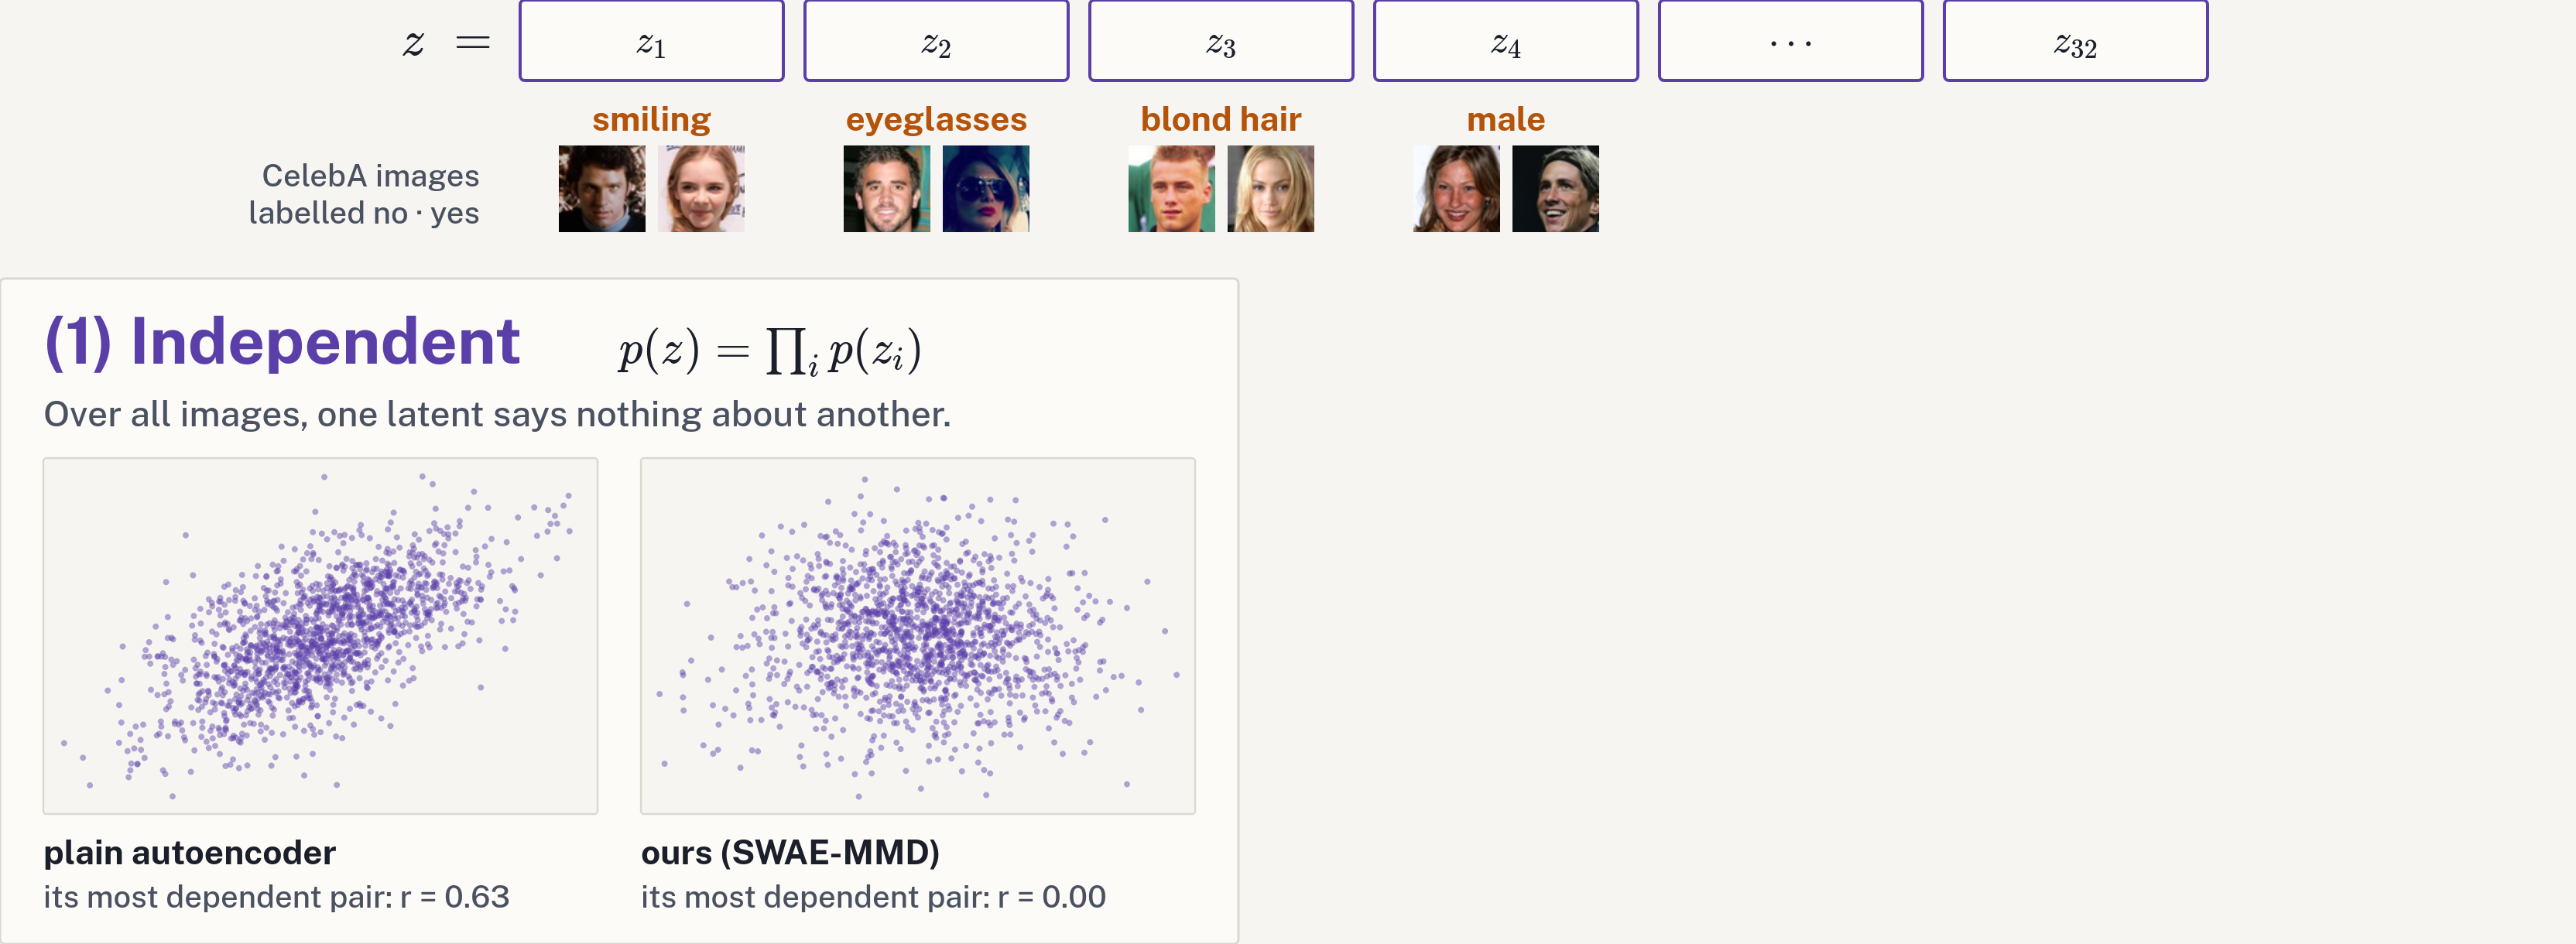 z = z₁ z₂ z₃ z₄ ⋯ z₃₂
smiling eyeglasses blond hair male
CelebA images
labelled no · yes
(1) Independent p(z) = ∏ᵢ p(zᵢ)
Over all images, one latent says nothing about another.
plain autoencoder
its most dependent pair: r = 0.63
ours (SWAE-MMD)
its most dependent pair: r = 0.00